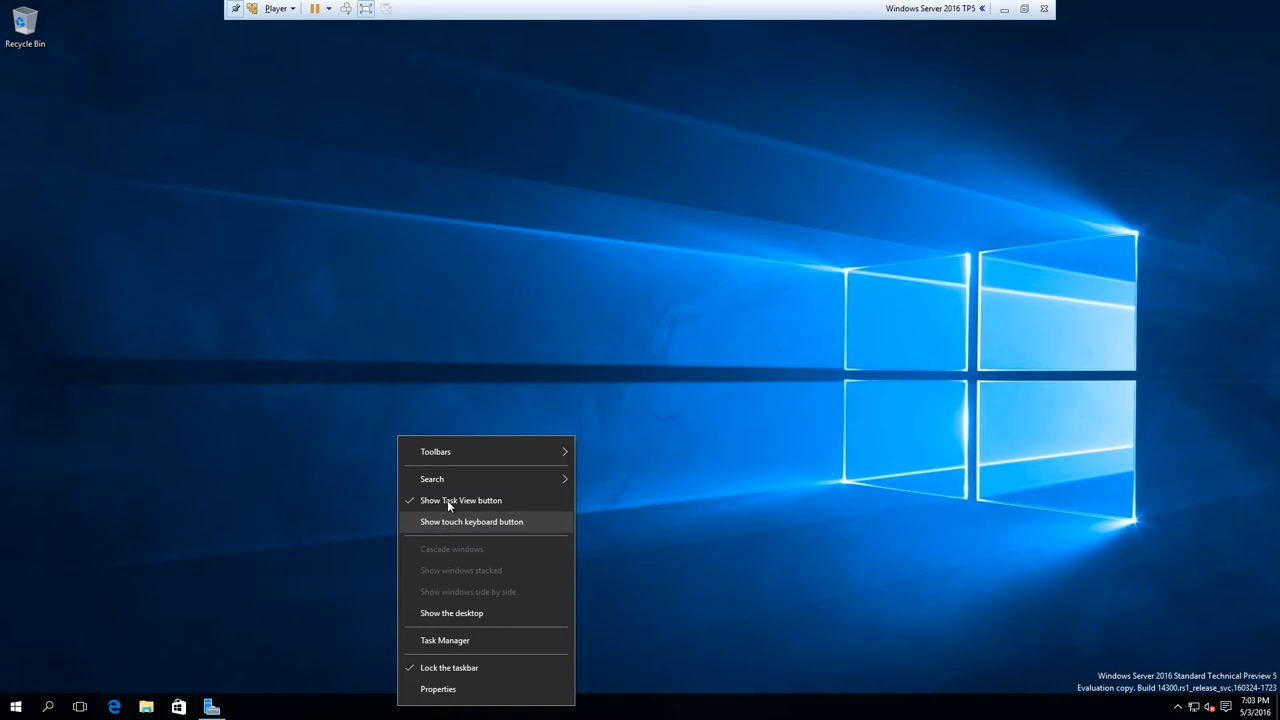 Player
Windows Server 2016 TP5
Recycle Bin
Toolbars
Search
Show Task View button
Show touch keyboard button
Cascade windows
Show windows stacked
Show windows side by side
Show the desktop
Task Manager
Lock the taskbar
Properties
Windows Server 2016 Standard Technical Preview 5
Evaluation copy. Build 14300.rs1_release_svc.160324-1723
7:03 PM
5/3/2016